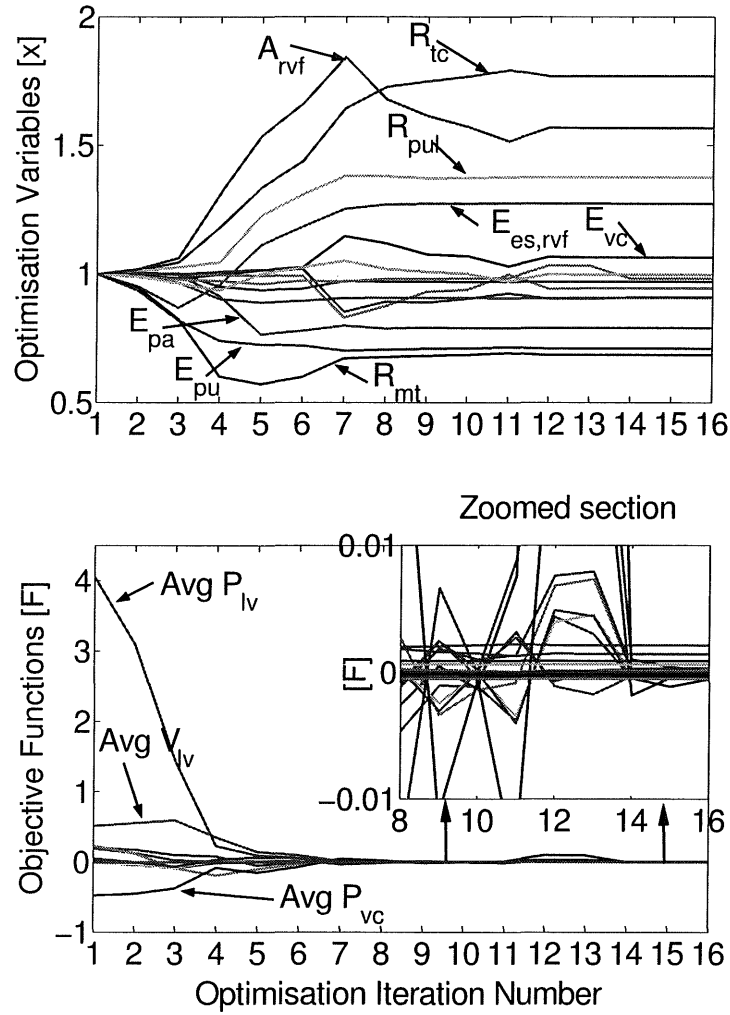 Optimisation Variables [x]
2
1.5
1
0.5
A_rvf
R_tc
R_pul
E_es,rvf
E_vc
E_pa
E_pu
R_mt
1 2 3 4 5 6 7 8 9 10 11 12 13 14 15 16
Zoomed section
Objective Functions [F]
4
3
2
1
0
−1
Avg P_lv
Avg V_lv
Avg P_vc
[F]
0.01
0
−0.01
8 10 12 14 16
1 2 3 4 5 6 7 8 9 10 11 12 13 14 15 16
Optimisation Iteration Number